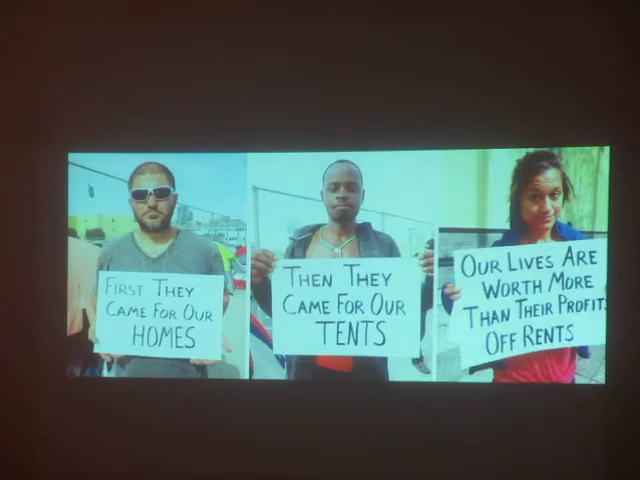 FIRST THEY
CAME FOR OUR
HOMES
THEN THEY
CAME FOR OUR
TENTS
OUR LIVES ARE
WORTH MORE
THAN THEIR PROFITS
OFF RENTS